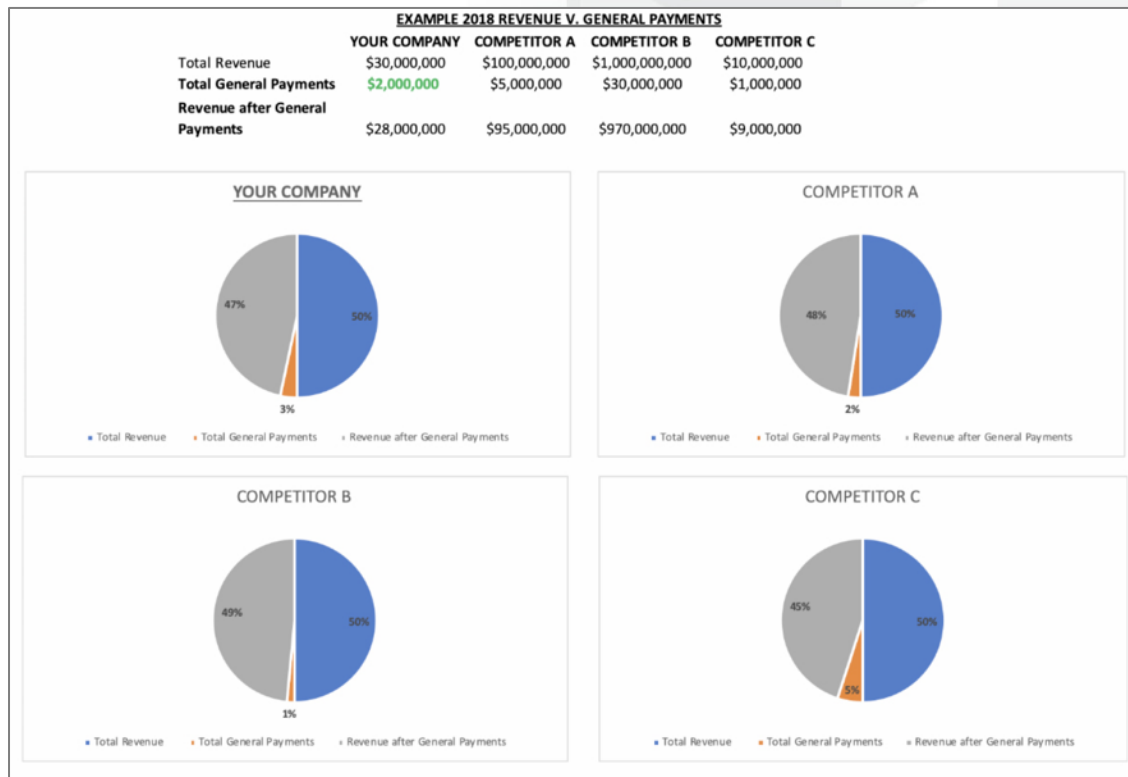 EXAMPLE 2018 REVENUE V. GENERAL PAYMENTS
YOUR COMPANY COMPETITOR A COMPETITOR B COMPETITOR C
Total Revenue $30,000,000 $100,000,000 $1,000,000,000 $10,000,000
Total General Payments $2,000,000 $5,000,000 $30,000,000 $1,000,000
Revenue after General
Payments $28,000,000 $95,000,000 $970,000,000 $9,000,000
YOUR COMPANY
47%
50%
3%
Total Revenue Total General Payments Revenue after General Payments
COMPETITOR A
48%
50%
2%
Total Revenue Total General Payments Revenue after General Payments
COMPETITOR B
49%
50%
1%
Total Revenue Total General Payments Revenue after General Payments
COMPETITOR C
45%
50%
5%
Total Revenue Total General Payments Revenue after General Payments